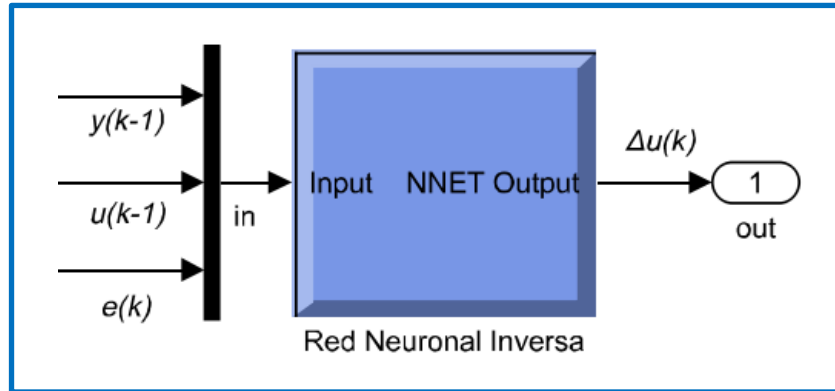 y(k-1)
u(k-1)
e(k)
in
Input
NNET Output
Red Neuronal Inversa
Δu(k)
1
out